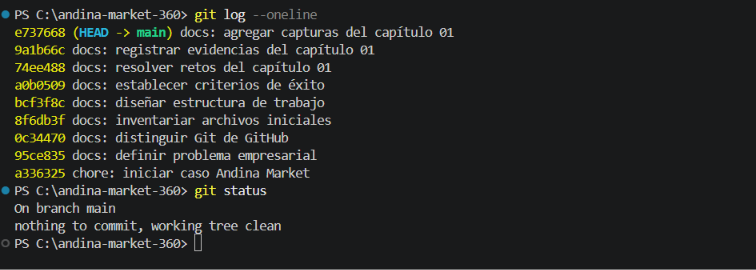 PS C:\andina-market-360> git log --oneline
e737668 (HEAD -> main) docs: agregar capturas del capítulo 01
9a1b66c docs: registrar evidencias del capítulo 01
74ee488 docs: resolver retos del capítulo 01
a0b0509 docs: establecer criterios de éxito
bcf3f8c docs: diseñar estructura de trabajo
8f6db3f docs: inventariar archivos iniciales
0c34470 docs: distinguir Git de GitHub
95ce835 docs: definir problema empresarial
a336325 chore: iniciar caso Andina Market
PS C:\andina-market-360> git status
On branch main
nothing to commit, working tree clean
PS C:\andina-market-360>